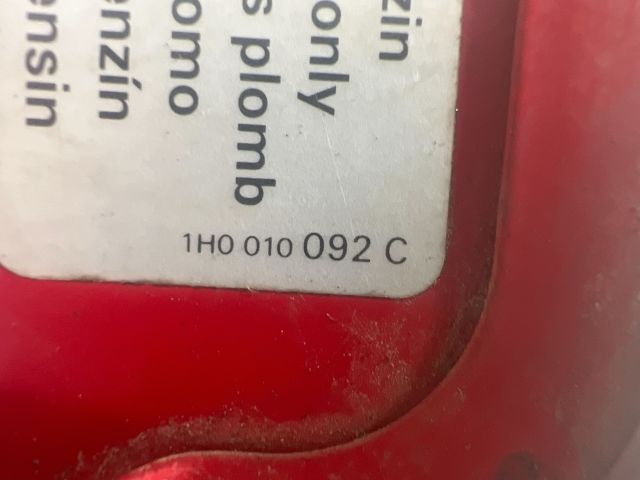 zin
only
s plomb
omo
enzín
ensin
1H0 010 092 C